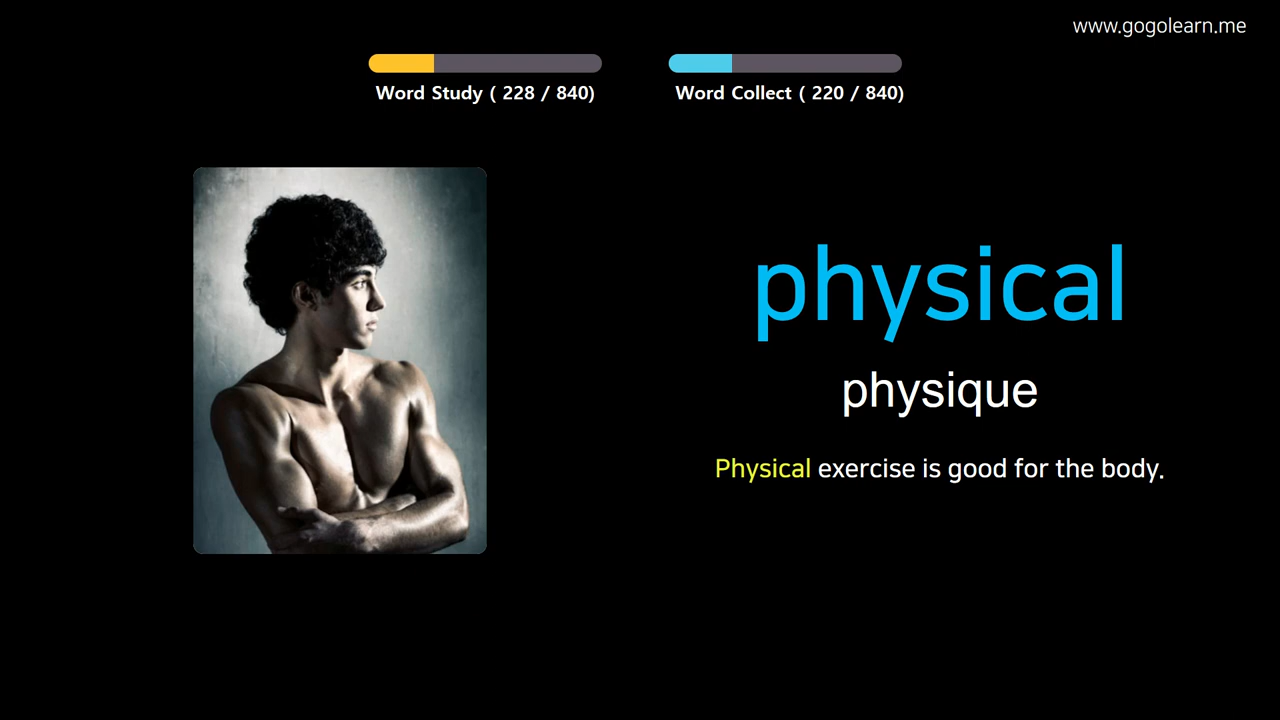 www.gogolearn.me
Word Study ( 228 / 840)
Word Collect ( 220 / 840)
physical
physique
Physical exercise is good for the body.